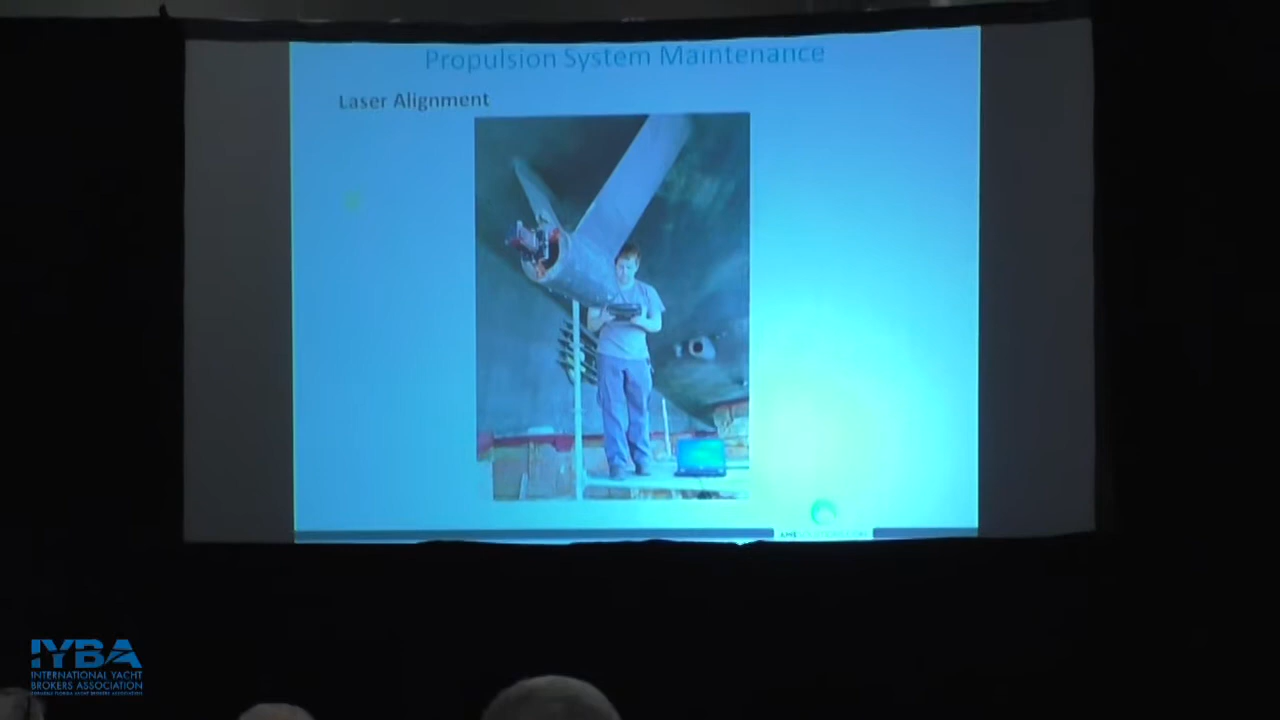 Propulsion System Maintenance
Laser Alignment
IYBA
INTERNATIONAL YACHT
BROKERS ASSOCIATION